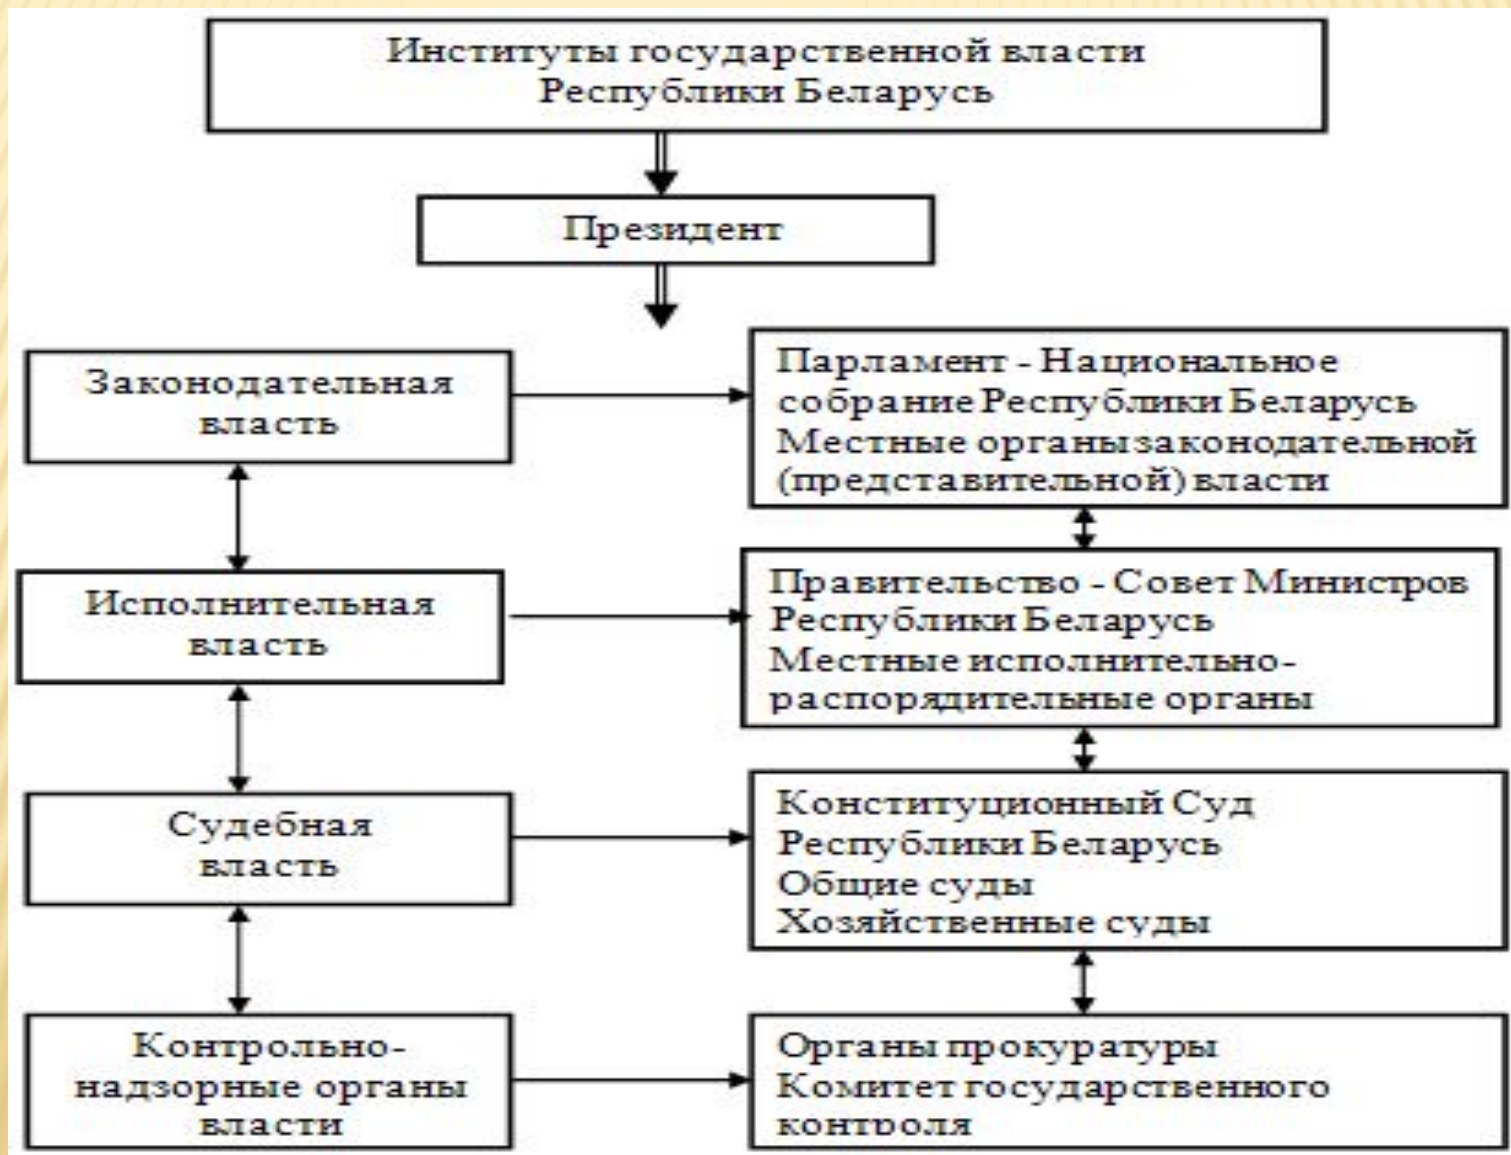 Институты государственной власти
Республики Беларусь
Президент
Законодательная
власть
Парламент - Национальное
собрание Республики Беларусь
Местные органы законодательной
(представительной) власти
Исполнительная
власть
Правительство - Совет Министров
Республики Беларусь
Местные исполнительно-
распорядительные органы
Судебная
власть
Конституционный Суд
Республики Беларусь
Общие суды
Хозяйственные суды
Контрольно-
надзорные органы
власти
Органы прокуратуры
Комитет государственного
контроля